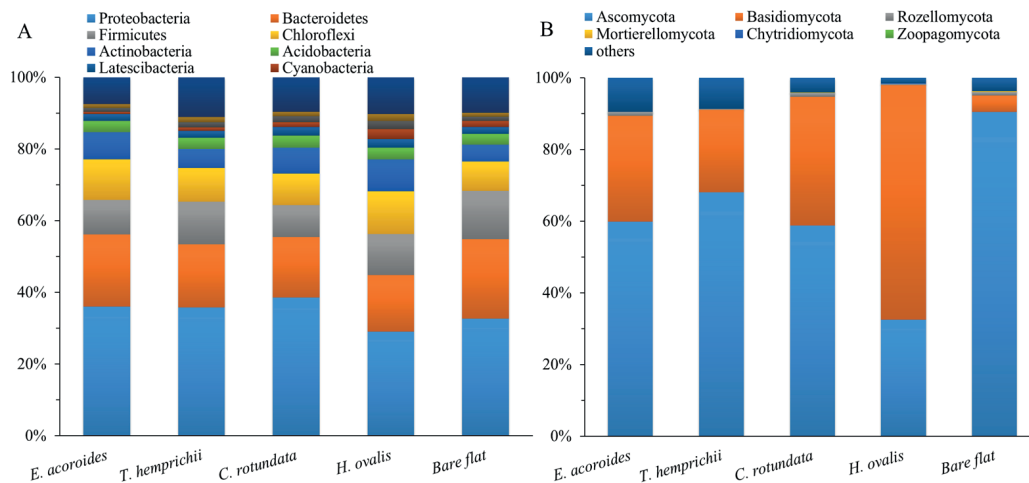 A
Proteobacteria Bacteroidetes
Firmicutes Chloroflexi
Actinobacteria Acidobacteria
Latescibacteria Cyanobacteria
100%
80%
60%
40%
20%
0%
E. acoroides
T. hemprichii
C. rotundata
H. ovalis
Bare flat
B
Ascomycota Basidiomycota Rozellomycota
Mortierellomycota Chytridiomycota Zoopagomycota
others
100%
80%
60%
40%
20%
0%
E. acoroides
T. hemprichii
C. rotundata
H. ovalis
Bare flat